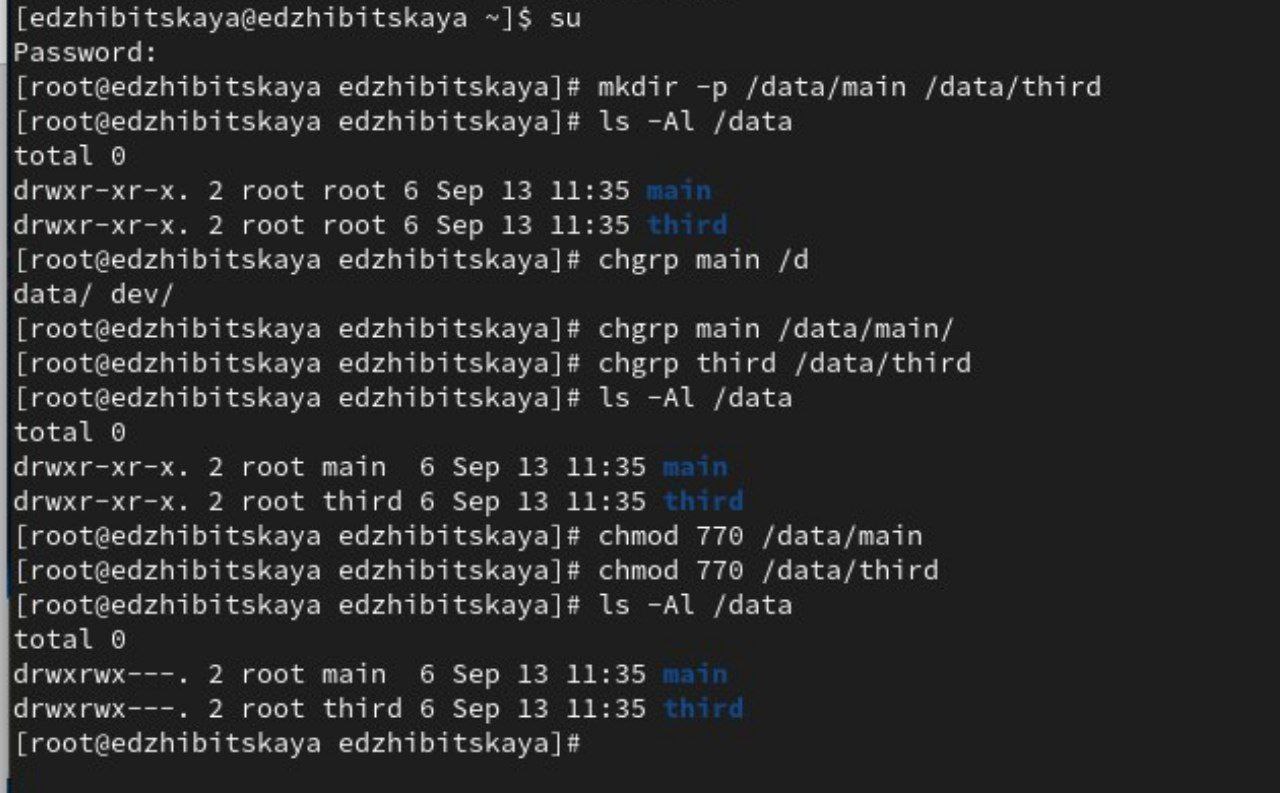 [edzhibitskaya@edzhibitskaya ~]$ su
Password:
[root@edzhibitskaya edzhibitskaya]# mkdir -p /data/main /data/third
[root@edzhibitskaya edzhibitskaya]# ls -Al /data
total 0
drwxr-xr-x. 2 root root 6 Sep 13 11:35 main
drwxr-xr-x. 2 root root 6 Sep 13 11:35 third
[root@edzhibitskaya edzhibitskaya]# chgrp main /d
data/ dev/
[root@edzhibitskaya edzhibitskaya]# chgrp main /data/main/
[root@edzhibitskaya edzhibitskaya]# chgrp third /data/third
[root@edzhibitskaya edzhibitskaya]# ls -Al /data
total 0
drwxr-xr-x. 2 root main  6 Sep 13 11:35 main
drwxr-xr-x. 2 root third 6 Sep 13 11:35 third
[root@edzhibitskaya edzhibitskaya]# chmod 770 /data/main
[root@edzhibitskaya edzhibitskaya]# chmod 770 /data/third
[root@edzhibitskaya edzhibitskaya]# ls -Al /data
total 0
drwxrwx---. 2 root main  6 Sep 13 11:35 main
drwxrwx---. 2 root third 6 Sep 13 11:35 third
[root@edzhibitskaya edzhibitskaya]#